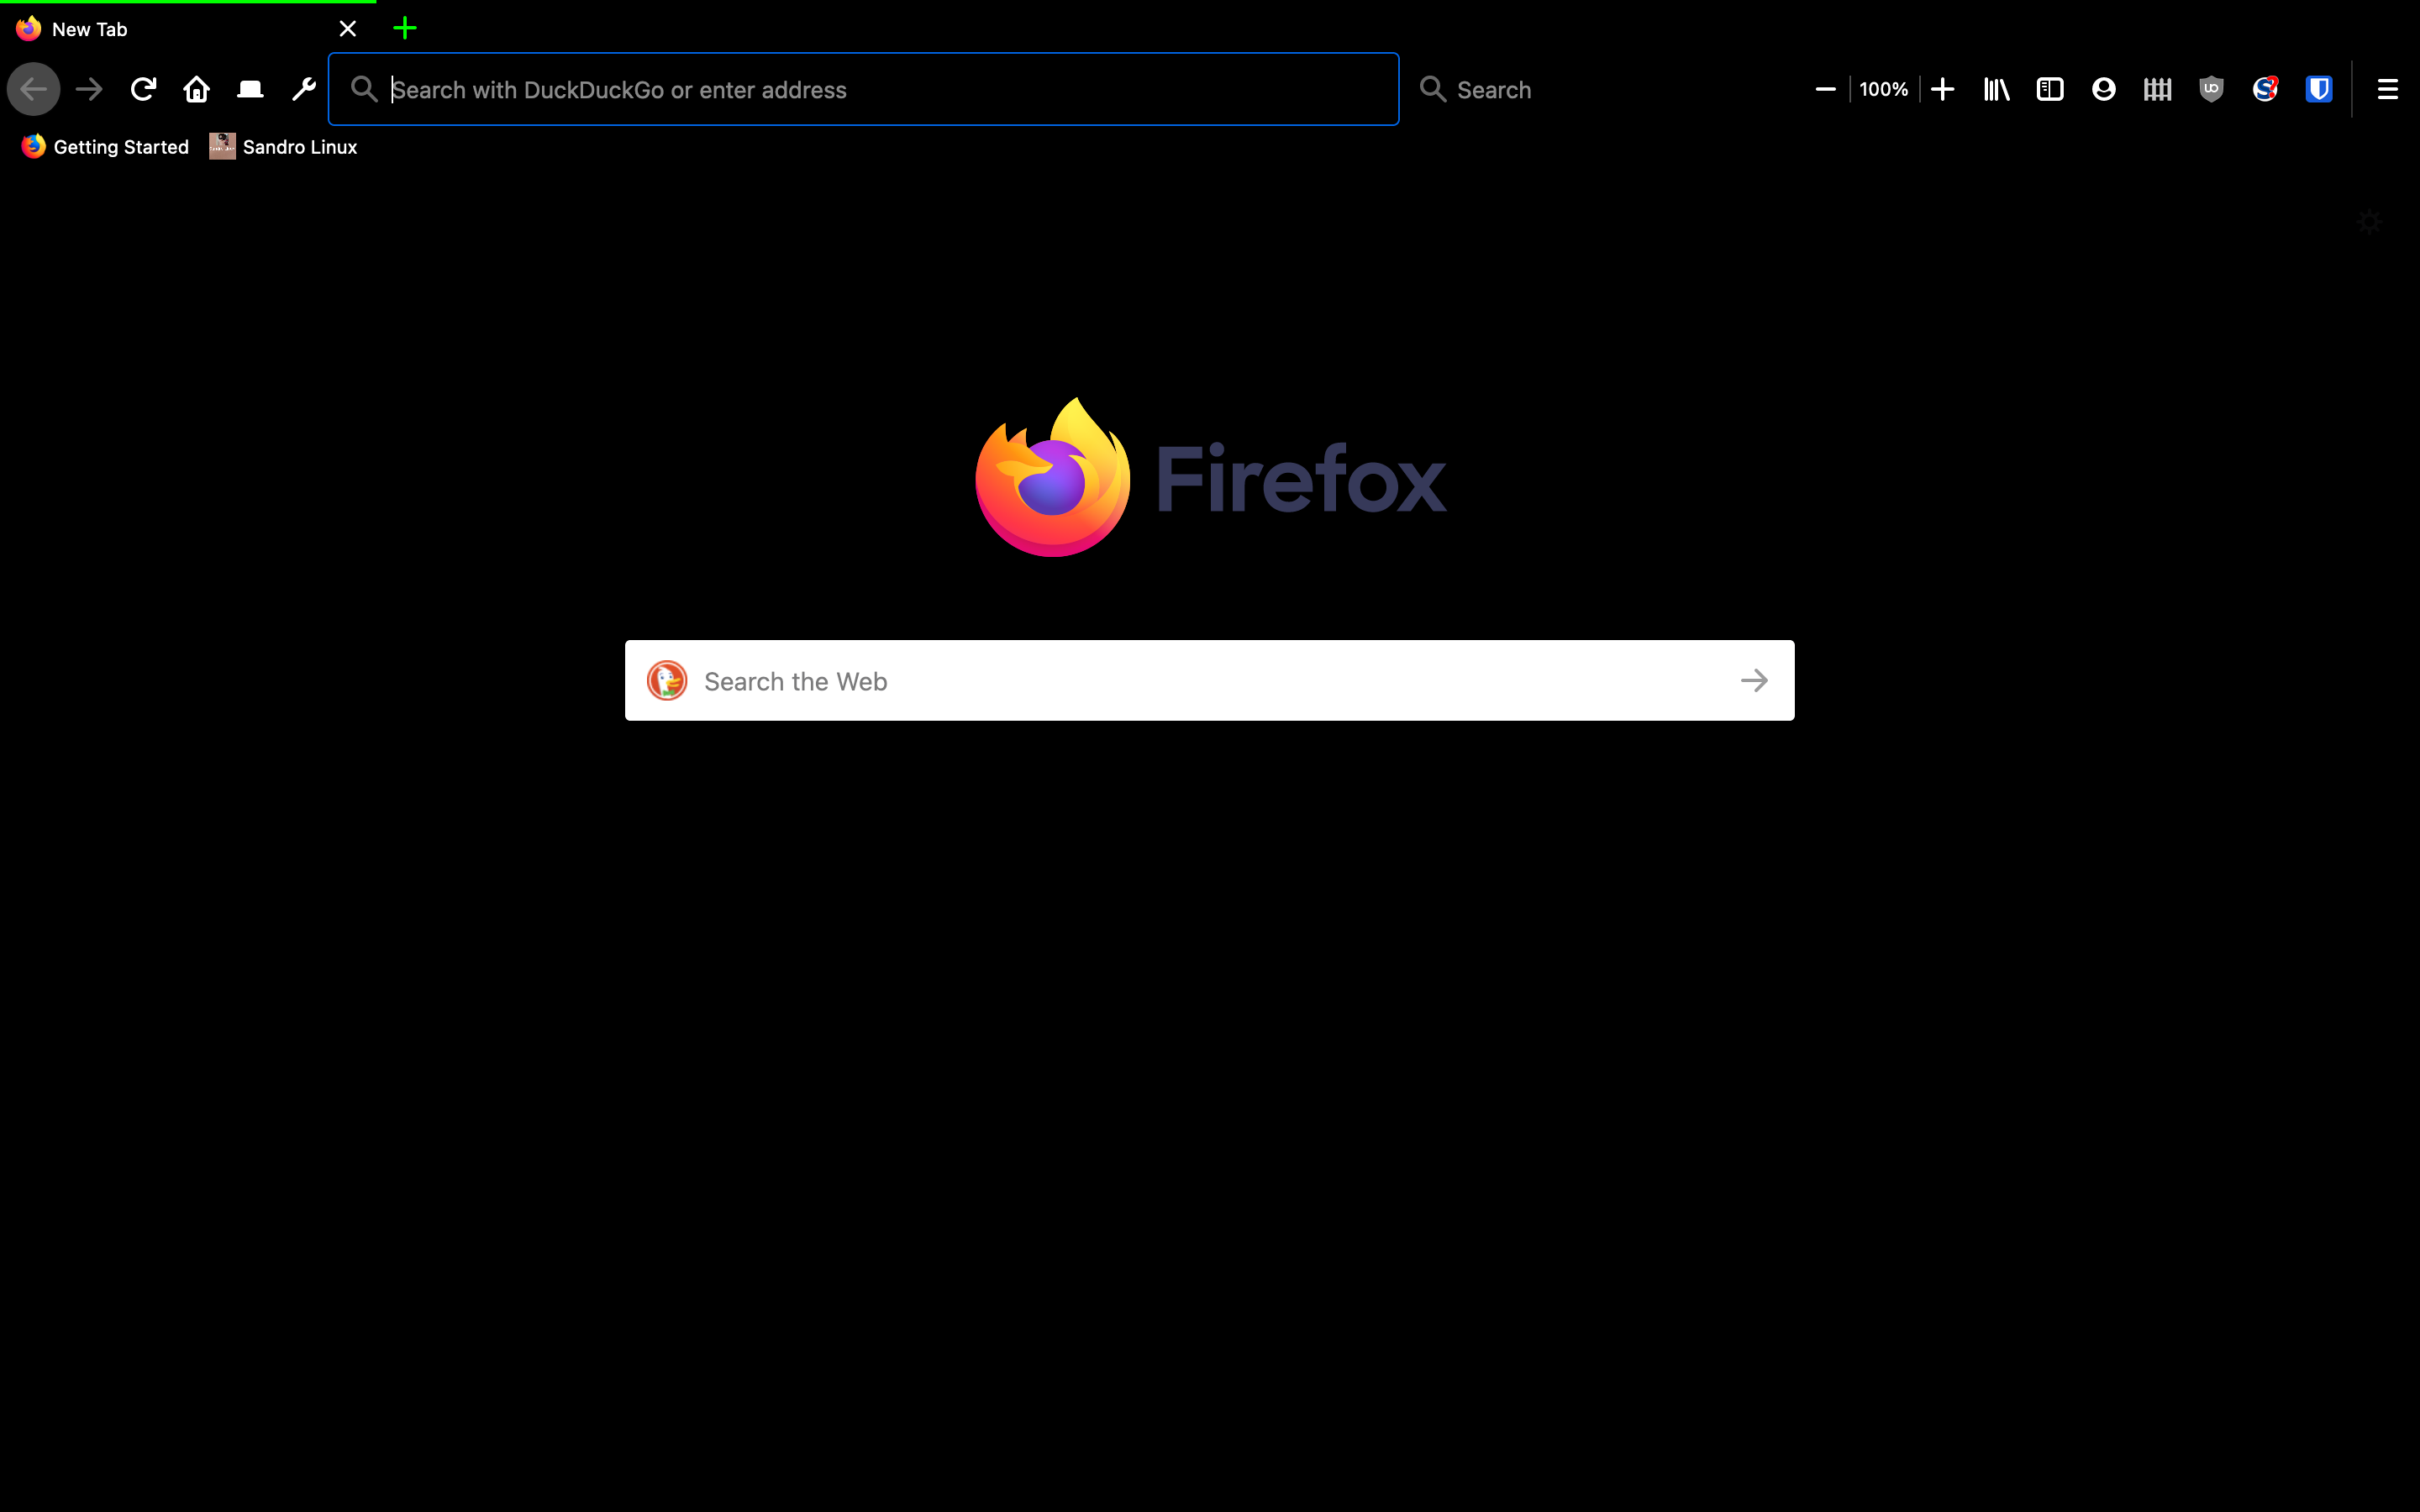 New Tab
Search with DuckDuckGo or enter address
Search
100%
Getting Started
Sandro Linux
Firefox
Search the Web